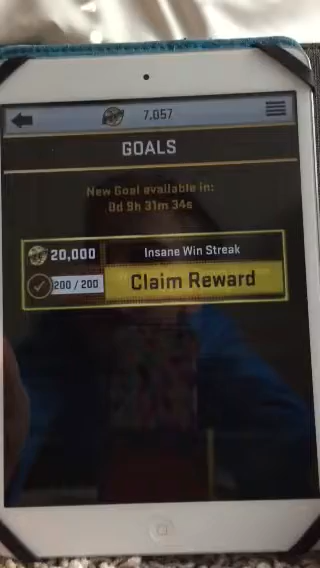 7,057
GOALS
New Goal available in:
0d 9h 31m 34s
20,000
Insane Win Streak
200 / 200
Claim Reward